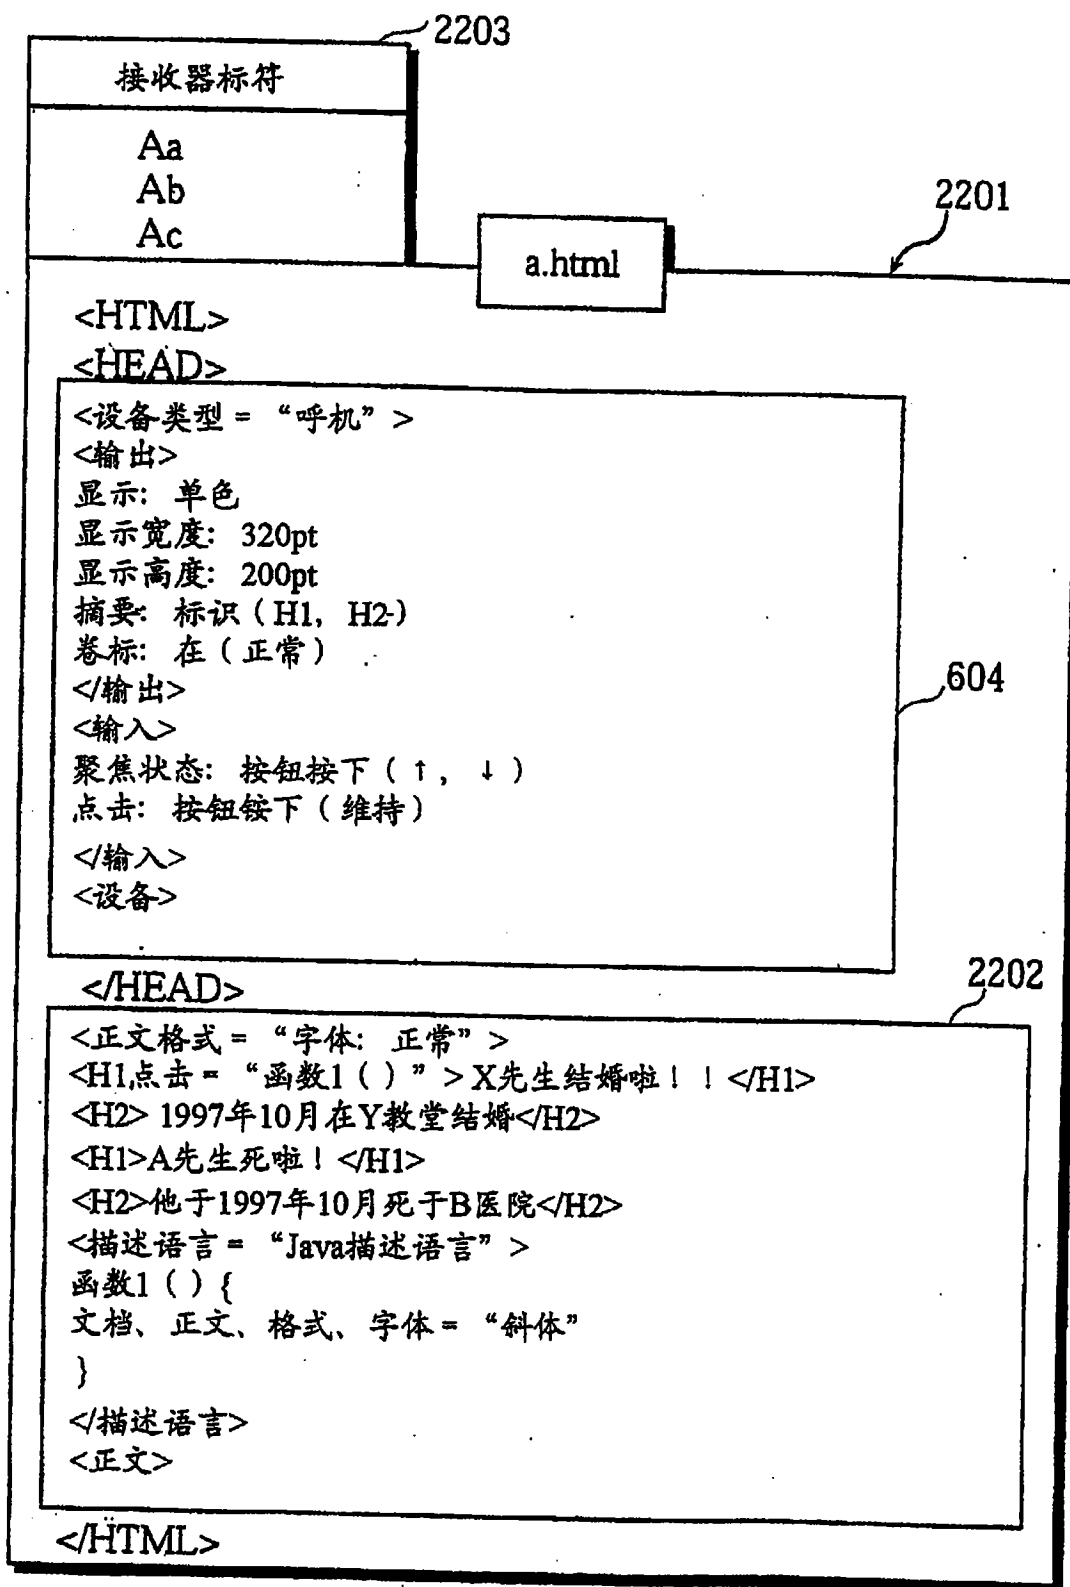 2203
接收器标符
Aa
Ab
Ac
2201
a.html
<HTML>
<HEAD>
<设备类型 = “呼机” >
<输出>
显示: 单色
显示宽度: 320pt
显示高度: 200pt
摘要: 标识 ( H1, H2-)
卷标: 在 ( 正常 )
</输出>
604
<输入>
聚焦状态: 按钮按下 ( ↑ , ↓ )
点击: 按钮铵下 ( 维持 )
</输入>
<设备>
</HEAD>
2202
<正文格式 = “字体: 正常” >
<H1点击 = “函数1 ( ) ” > X先生结婚啦! ! </H1>
<H2> 1997年10月在Y教堂结婚</H2>
<H1>A先生死啦! </H1>
<H2>他于1997年10月死于B医院</H2>
<描述语言 = “Java描述语言” >
函数1 ( ) {
文档、正文、格式、字体 = “斜体”
}
</描述语言>
<正文>
</HTML>